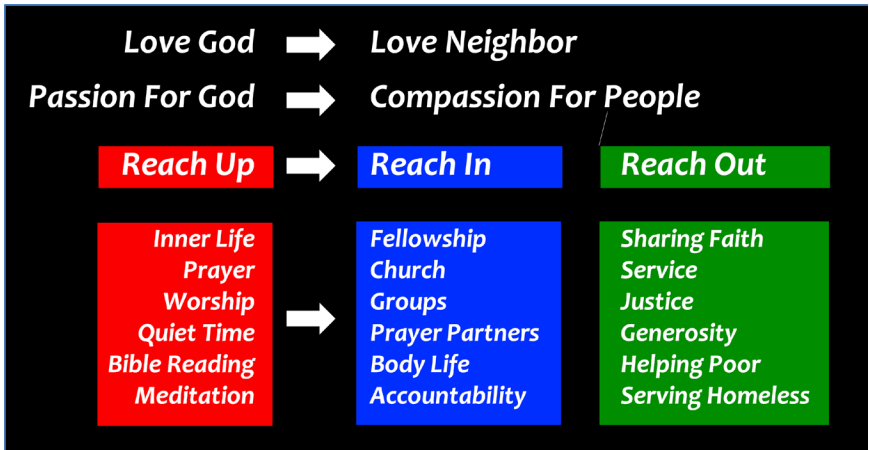 Love God Love Neighbor
Passion For God Compassion For People
Reach Up Reach In Reach Out
Inner Life
Prayer
Worship
Quiet Time
Bible Reading
Meditation
Fellowship
Church
Groups
Prayer Partners
Body Life
Accountability
Sharing Faith
Service
Justice
Generosity
Helping Poor
Serving Homeless